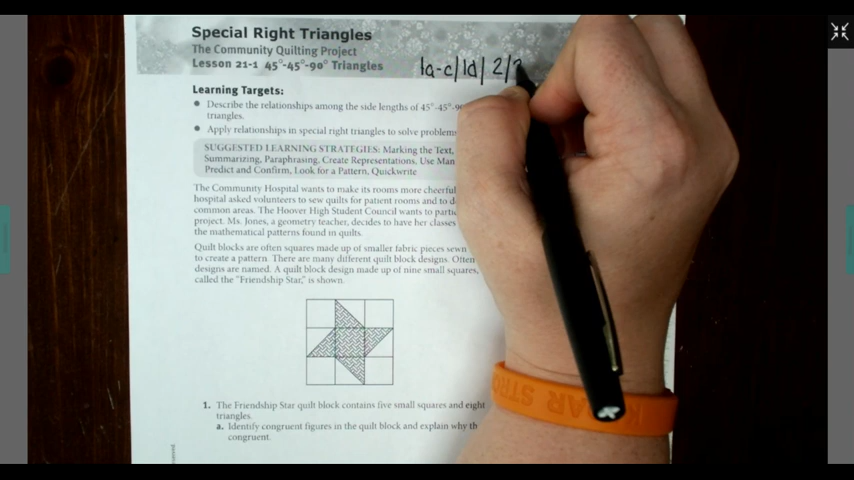 Special Right Triangles
The Community Quilting Project
Lesson 21-1 45°-45°-90° Triangles
1a-c/1d/ 2/
Learning Targets:
• Describe the relationships among the side lengths of 45°-45°-
triangles.
• Apply relationships in special right triangles to solve problems
SUGGESTED LEARNING STRATEGIES: Marking the Text,
Summarizing, Paraphrasing, Create Representations, Use Man
Predict and Confirm, Look for a Pattern, Quickwrite
The Community Hospital wants to make its rooms more cheerful
hospital asked volunteers to sew quilts for patient rooms and to d
common areas. The Hoover High Student Council wants to partic
project. Ms. Jones, a geometry teacher, decides to have her classes
the mathematical patterns found in quilts.
Quilt blocks are often squares made up of smaller fabric pieces sewn
to create a pattern. There are many different quilt block designs. Often
designs are named. A quilt block design made up of nine small squares,
called the "Friendship Star," is shown.
1. The Friendship Star quilt block contains five small squares and eight
triangles.
a. Identify congruent figures in the quilt block and explain why th
congruent.